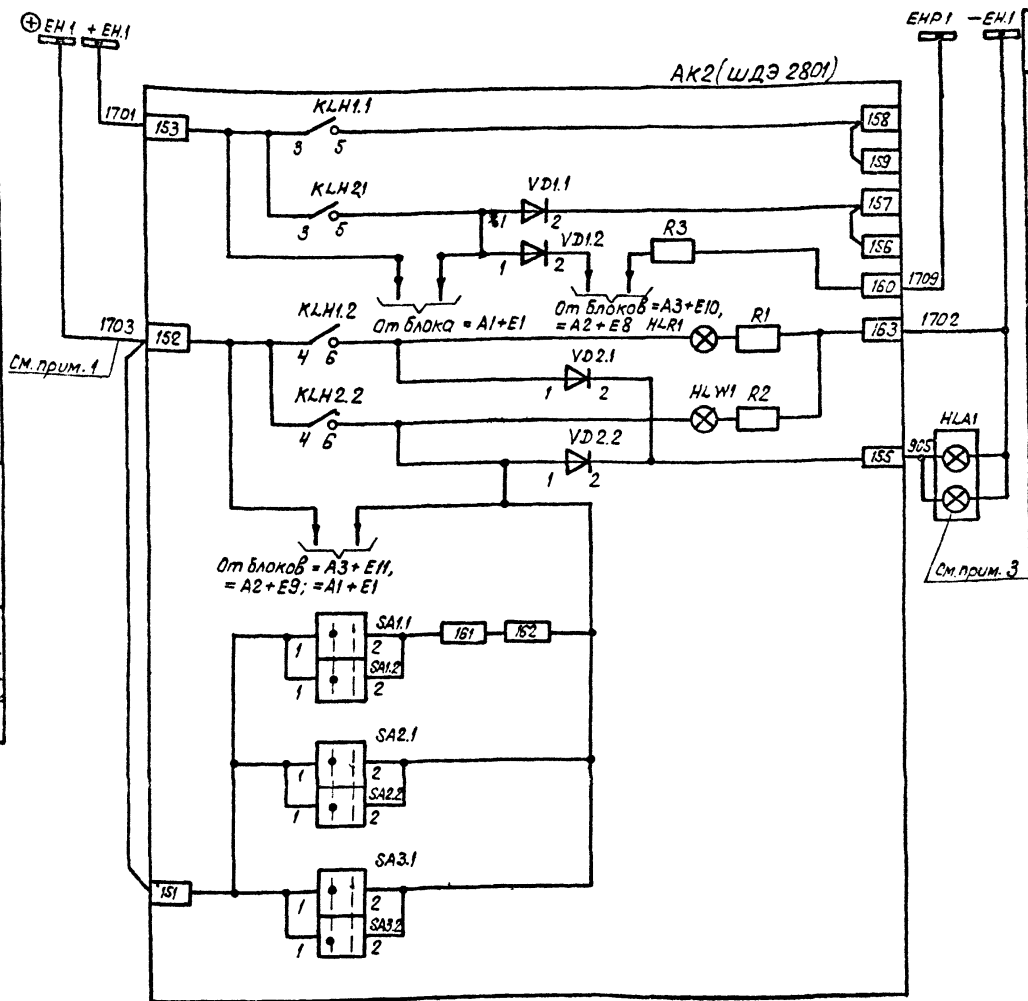 ⊕ EH.1 + EH.1
EHP1 −EH.1
АК2 (ШДЭ 2801)
1701
153
KLH1.1
3 5
158
159
KLH2.1
3 5
VD1.1
1 2
157
156
VD1.2
1 2
R3
160
1709
От блока = A1+E1
От блоков = A3+E10,
= A2+E8
1703
152
См. прим. 1
KLH1.2
4 6
HLR1
R1
163
1702
VD2.1
1 2
KLH2.2
4 6
HLW1
R2
VD2.2
1 2
155
905
HLA1
См. прим. 3
От блоков = A3+E11,
= A2+E9; = A1+E1
SA1.1
1 2
161
162
SA1.2
1 2
SA2.1
1 2
SA2.2
1 2
SA3.1
151
1 2
SA3.2
1 2